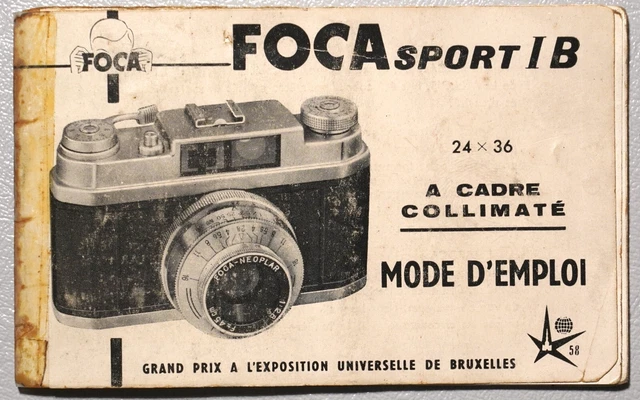 FOCA
FOCA SPORT I B
24 × 36
A CADRE
COLLIMATÉ
FOCA-NEOPLAR
MODE D'EMPLOI
58
GRAND PRIX A L'EXPOSITION UNIVERSELLE DE BRUXELLES